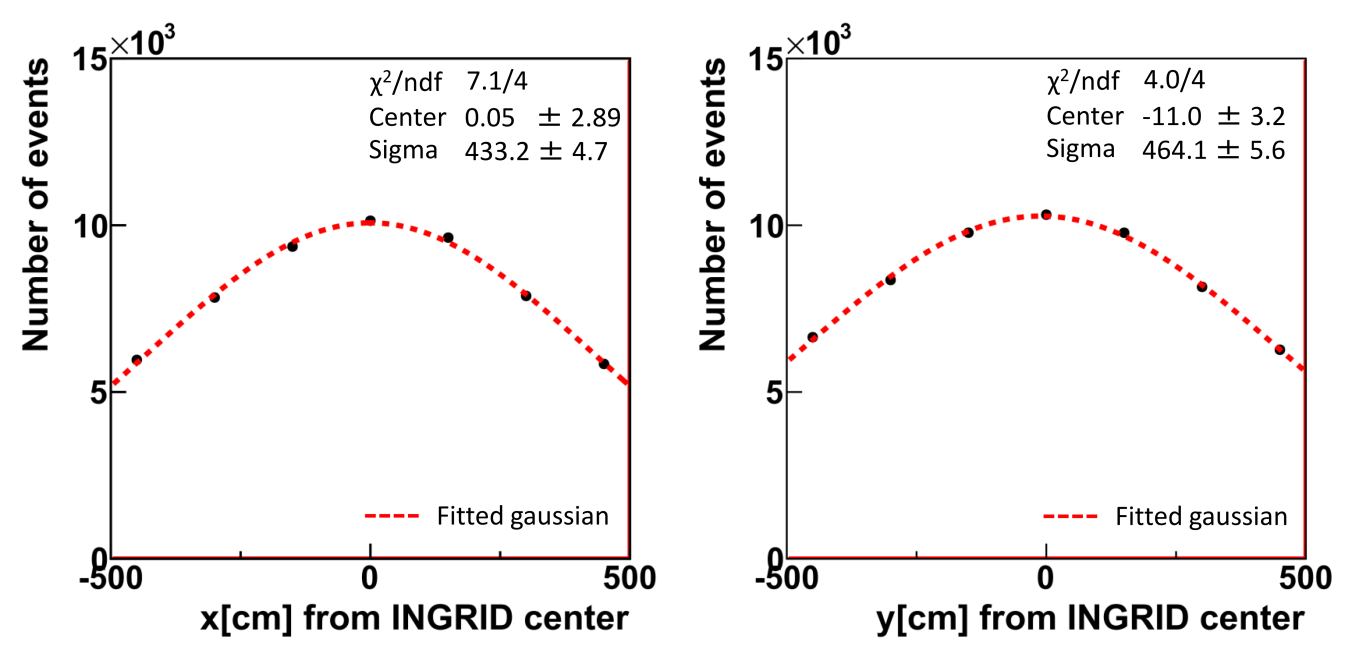 ×10³
15
10
5
0
Number of events
χ²/ndf 7.1/4
Center 0.05 ± 2.89
Sigma 433.2 ± 4.7
Fitted gaussian
-500 0 500
x[cm] from INGRID center
×10³
15
10
5
0
Number of events
χ²/ndf 4.0/4
Center -11.0 ± 3.2
Sigma 464.1 ± 5.6
Fitted gaussian
-500 0 500
y[cm] from INGRID center